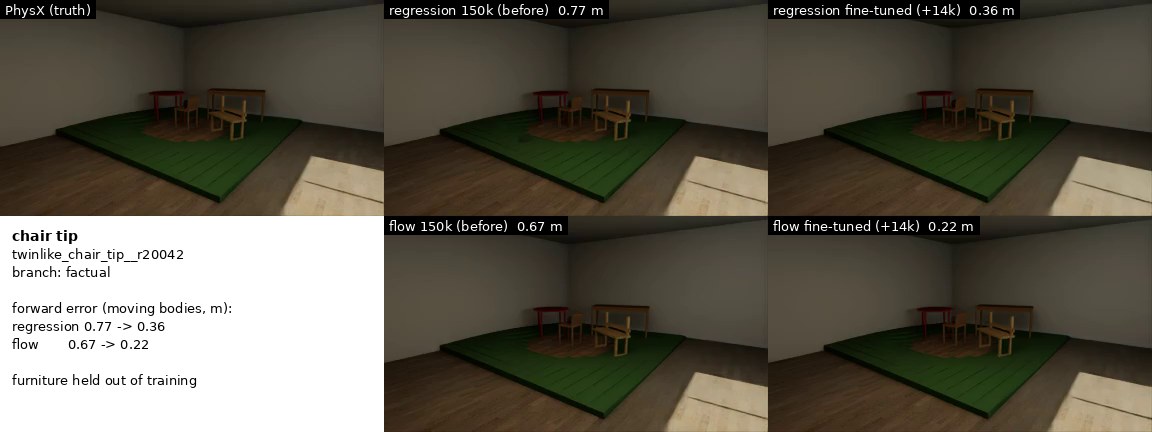 PhysX (truth)
regression 150k (before)  0.77 m
regression fine-tuned (+14k)  0.36 m
chair tip
twinlike_chair_tip__r20042
branch: factual
forward error (moving bodies, m):
regression 0.77 -> 0.36
flow       0.67 -> 0.22
furniture held out of training
flow 150k (before)  0.67 m
flow fine-tuned (+14k)  0.22 m